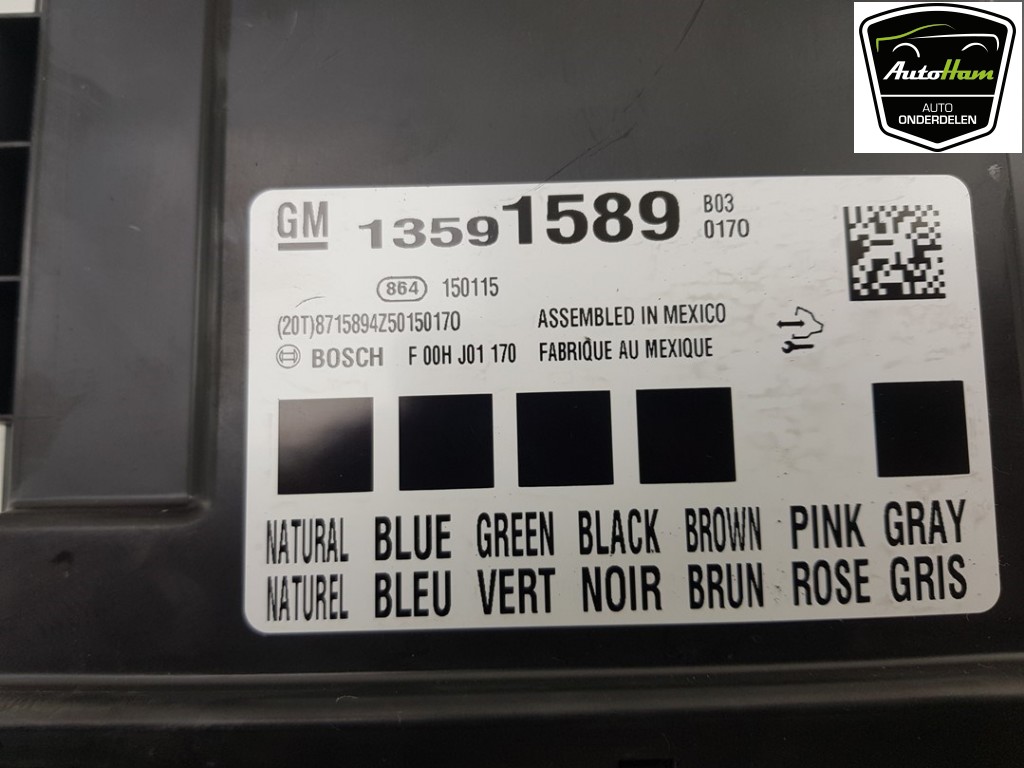 AutoHam
AUTO
ONDERDELEN
GM 13591589 B03
0170
864 150115
(20T)8715894Z50150170 ASSEMBLED IN MEXICO
BOSCH F 00H J01 170 FABRIQUE AU MEXIQUE
NATURAL BLUE GREEN BLACK BROWN PINK GRAY
NATUREL BLEU VERT NOIR BRUN ROSE GRIS